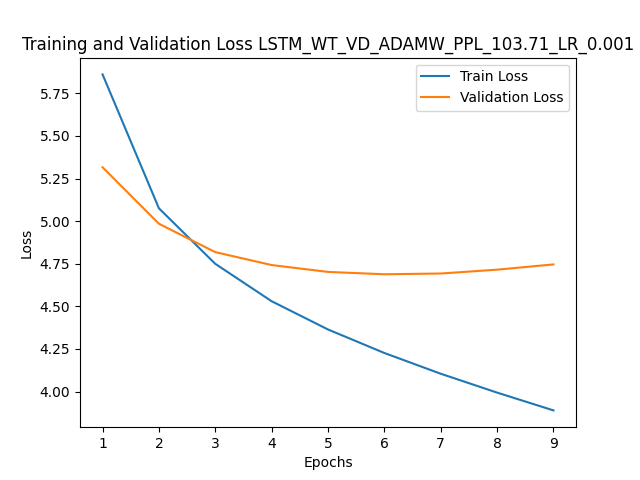 Training and Validation Loss LSTM_WT_VD_ADAMW_PPL_103.71_LR_0.001
Train Loss
Validation Loss
5.75
5.50
5.25
5.00
4.75
4.50
4.25
4.00
Loss
1 2 3 4 5 6 7 8 9
Epochs